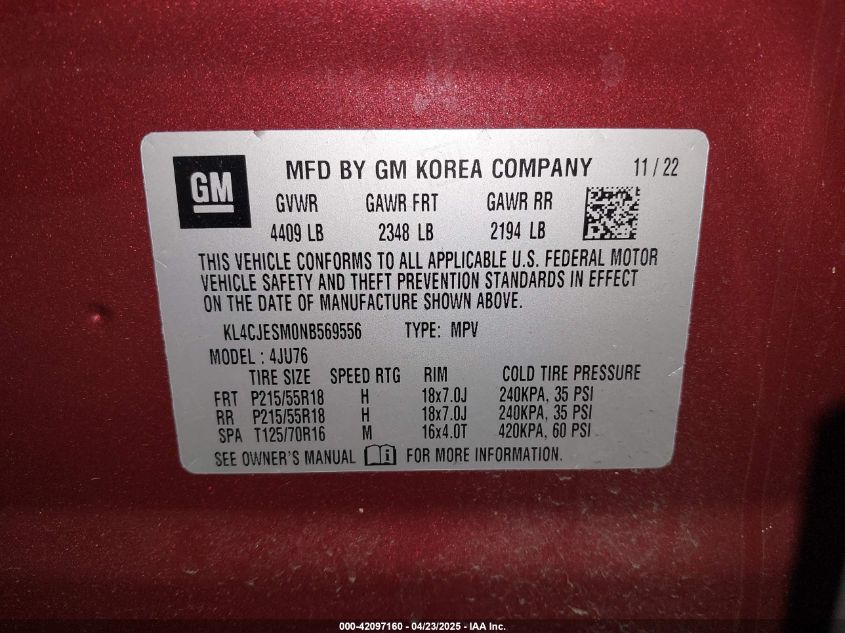 GM
MFD BY GM KOREA COMPANY 11 / 22
GVWR GAWR FRT GAWR RR
4409 LB 2348 LB 2194 LB
THIS VEHICLE CONFORMS TO ALL APPLICABLE U.S. FEDERAL MOTOR
VEHICLE SAFETY AND THEFT PREVENTION STANDARDS IN EFFECT
ON THE DATE OF MANUFACTURE SHOWN ABOVE.
KL4CJESM0NB569556 TYPE: MPV
MODEL : 4JU76
TIRE SIZE SPEED RTG RIM COLD TIRE PRESSURE
FRT P215/55R18 H 18x7.0J 240KPA, 35 PSI
RR P215/55R18 H 18x7.0J 240KPA, 35 PSI
SPA T125/70R16 M 16x4.0T 420KPA, 60 PSI
SEE OWNER'S MANUAL i FOR MORE INFORMATION.
000-42097160 - 04/23/2025 - IAA Inc.